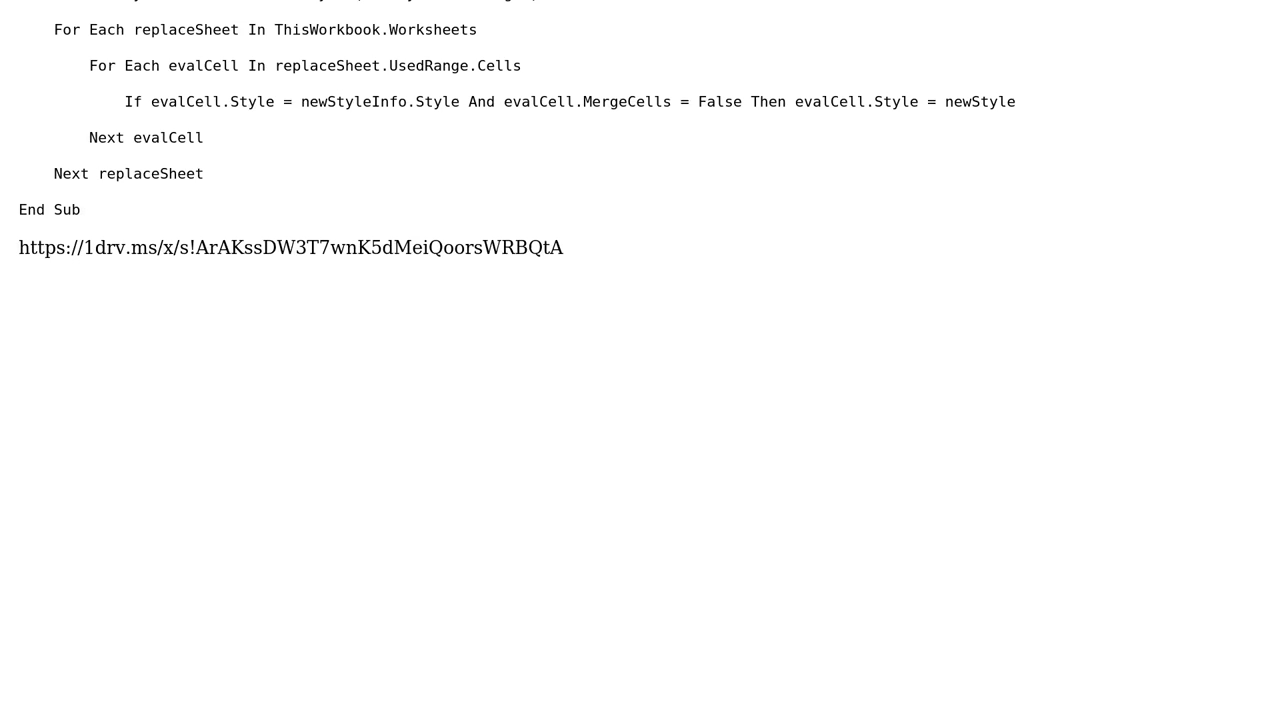 For Each replaceSheet In ThisWorkbook.Worksheets
For Each evalCell In replaceSheet.UsedRange.Cells
If evalCell.Style = newStyleInfo.Style And evalCell.MergeCells = False Then evalCell.Style = newStyle
Next evalCell
Next replaceSheet
End Sub
https://1drv.ms/x/s!ArAKssDW3T7wnK5dMeiQoorsWRBQtA